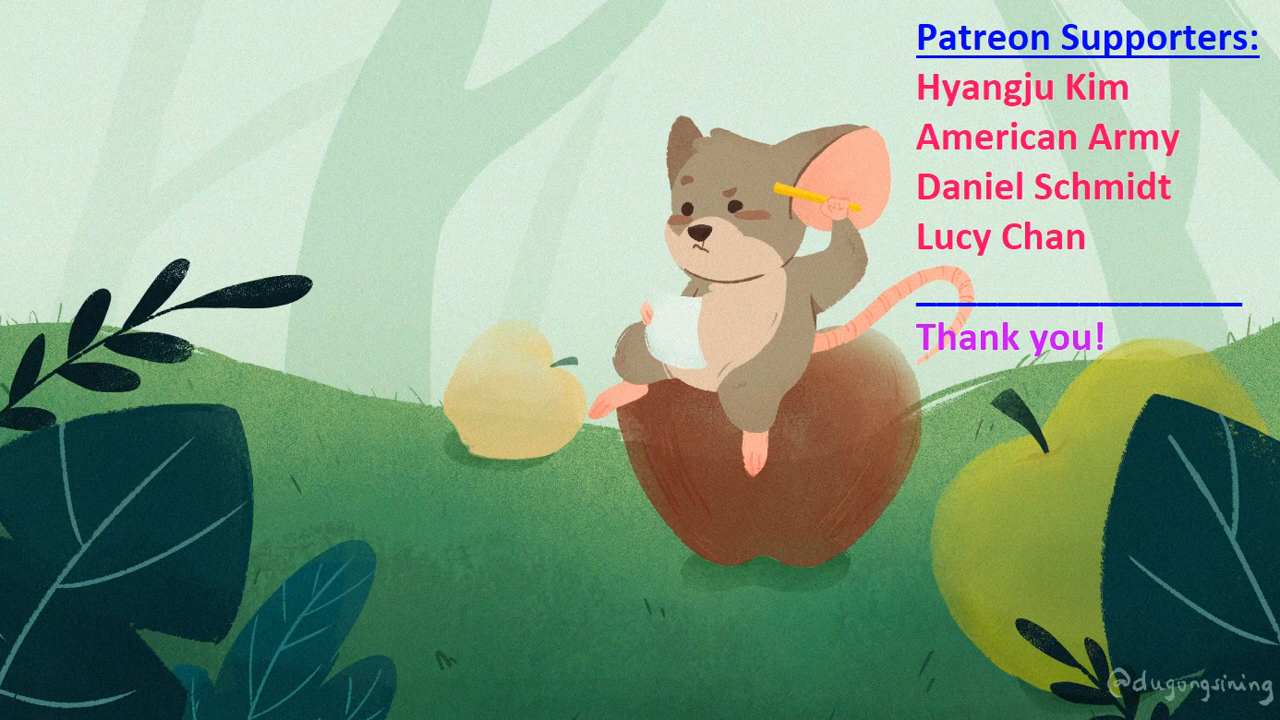 Patreon Supporters:
Hyangju Kim
American Army
Daniel Schmidt
Lucy Chan
Thank you!
@dugongsining